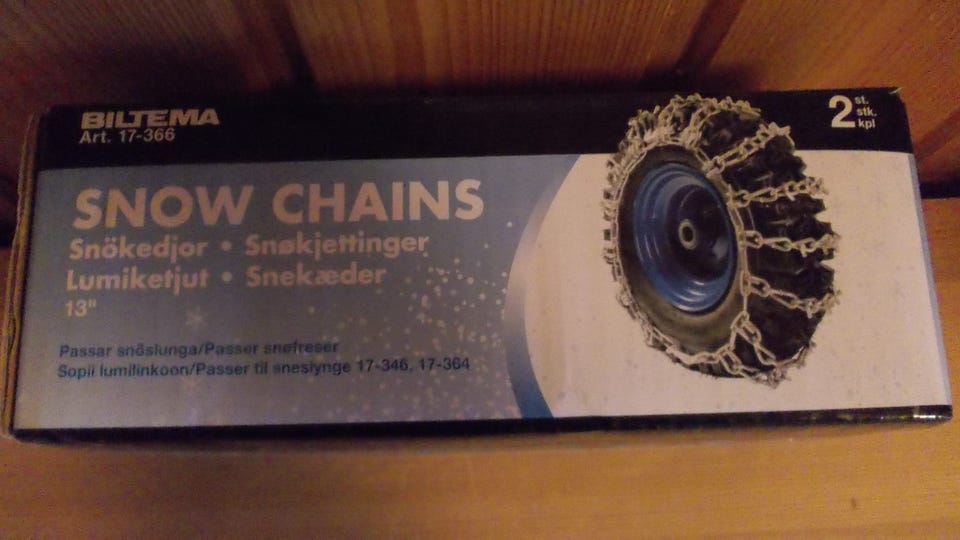 BILTEMA
Art. 17-366
2 st.
stk.
kpl
SNOW CHAINS
Snökedjor • Snøkjettinger
Lumiketjut • Snekæder
13"
Passar snöslunga/Passer snøfreser
Sopii lumilinkoon/Passer til sneslynge 17-346, 17-364